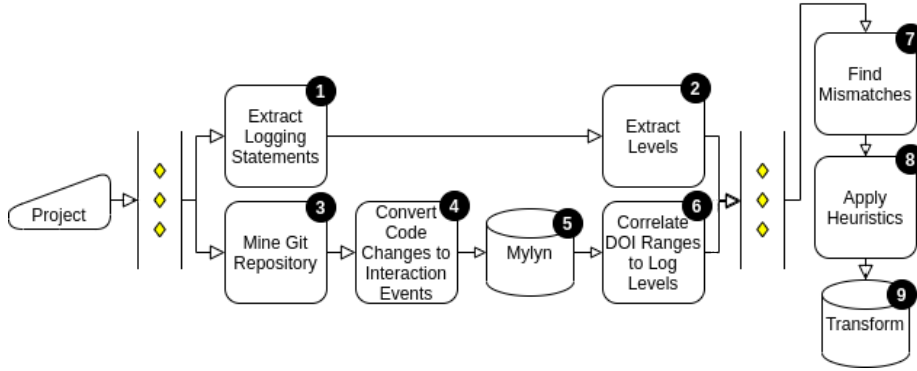 Project
1
Extract
Logging
Statements
2
Extract
Levels
3
Mine Git
Repository
4
Convert
Code
Changes to
Interaction
Events
5
Mylyn
6
Correlate
DOI Ranges
to Log
Levels
7
Find
Mismatches
8
Apply
Heuristics
9
Transform